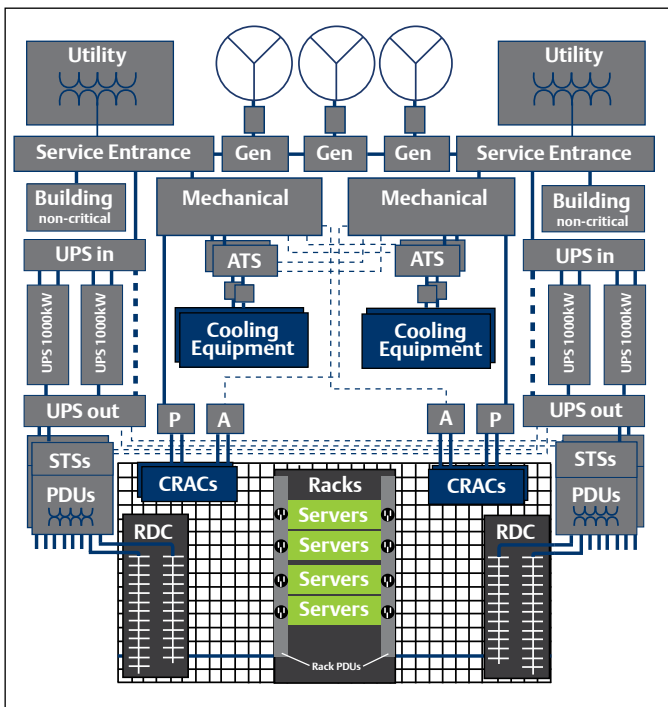 Utility
Utility
Gen
Gen
Gen
Service Entrance
Service Entrance
Mechanical
Mechanical
Building
non-critical
Building
non-critical
UPS in
ATS
ATS
UPS in
UPS 1000kW
UPS 1000kW
Cooling
Equipment
Cooling
Equipment
UPS 1000kW
UPS 1000kW
UPS out
P
A
A
P
UPS out
STSs
PDUs
CRACs
Racks
CRACs
STSs
PDUs
RDC
Servers
Servers
Servers
Servers
RDC
Rack PDUs